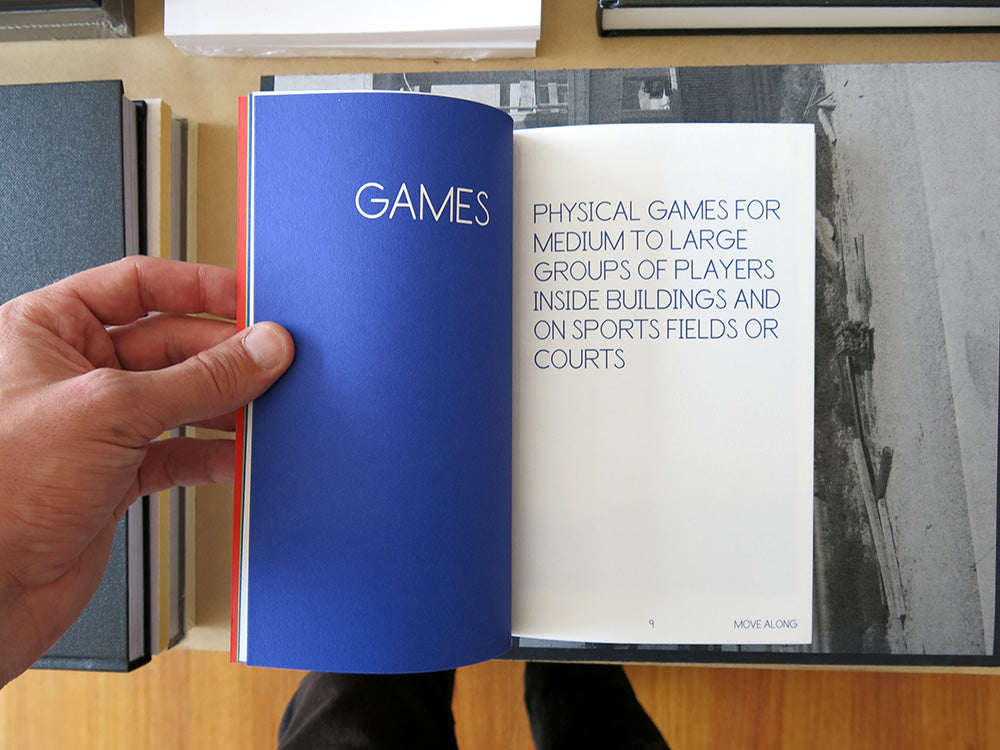 GAMES
PHYSICAL GAMES FOR
MEDIUM TO LARGE
GROUPS OF PLAYERS
INSIDE BUILDINGS AND
ON SPORTS FIELDS OR
COURTS
9
MOVE ALONG